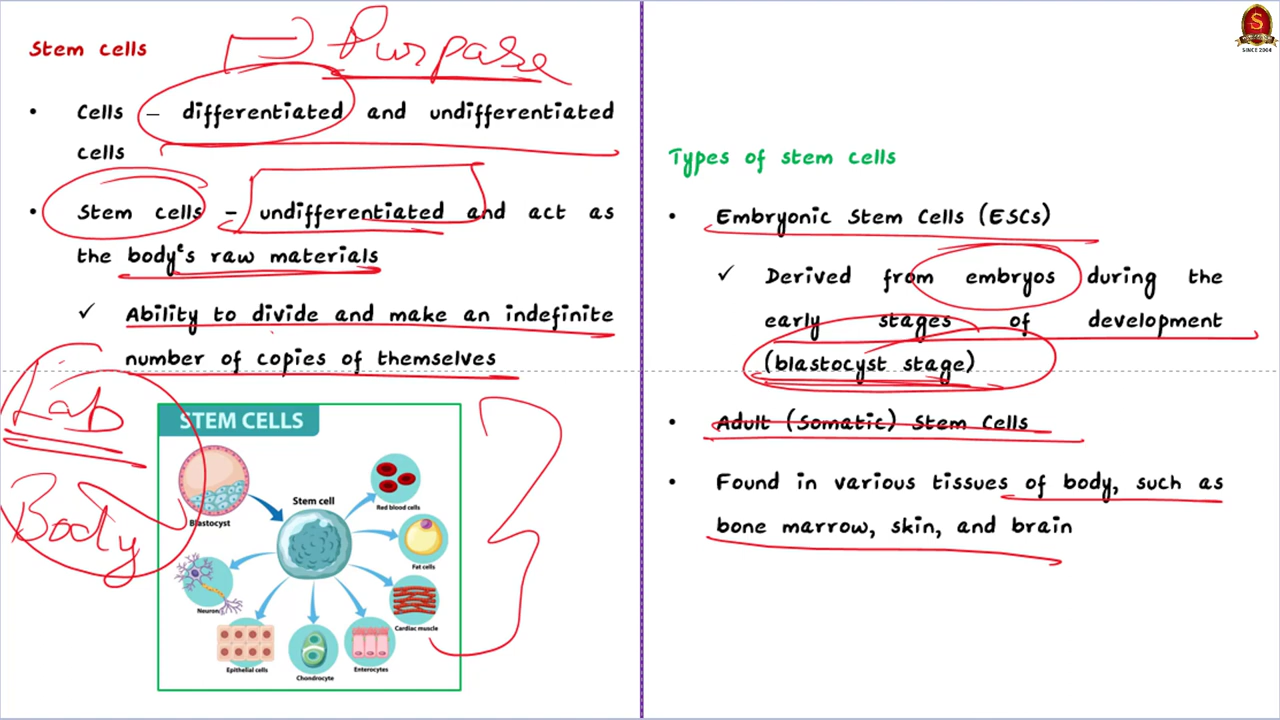 Stem cells
Purpase
• Cells – differentiated and undifferentiated
cells
• Stem cells – undifferentiated and act as
the body's raw materials
✓ Ability to divide and make an indefinite
number of copies of themselves
Lab
Body
STEM CELLS
Blastocyst
Stem cell
Red blood cells
Fat cells
Cardiac muscle
Enterocytes
Chondrocyte
Epithelial cells
Neuron
S
SINCE 2004
Types of stem cells
• Embryonic Stem Cells (ESCs)
✓ Derived from embryos during the
early stages of development
(blastocyst stage)
• Adult (Somatic) Stem Cells
• Found in various tissues of body, such as
bone marrow, skin, and brain